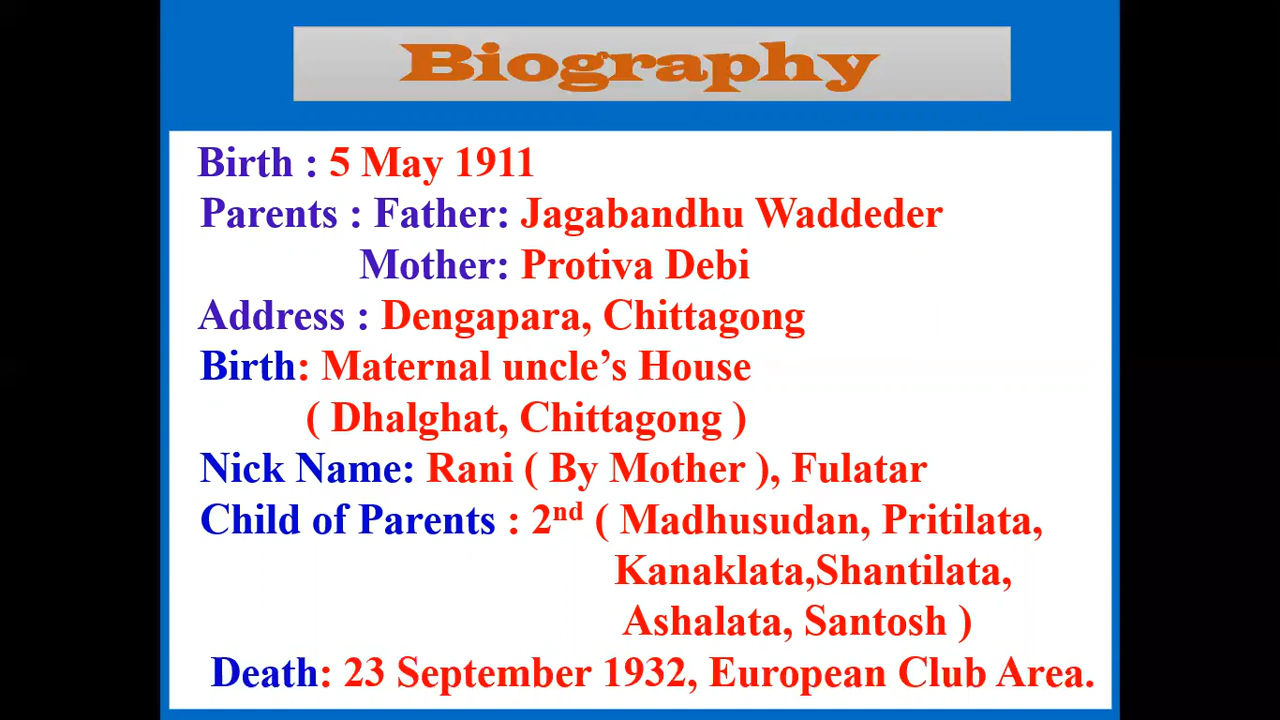 Biography
Birth : 5 May 1911
Parents : Father: Jagabandhu Waddeder
Mother: Protiva Debi
Address : Dengapara, Chittagong
Birth: Maternal uncle’s House
( Dhalghat, Chittagong )
Nick Name: Rani ( By Mother ), Fulatar
Child of Parents : 2nd ( Madhusudan, Pritilata,
Kanaklata,Shantilata,
Ashalata, Santosh )
Death: 23 September 1932, European Club Area.